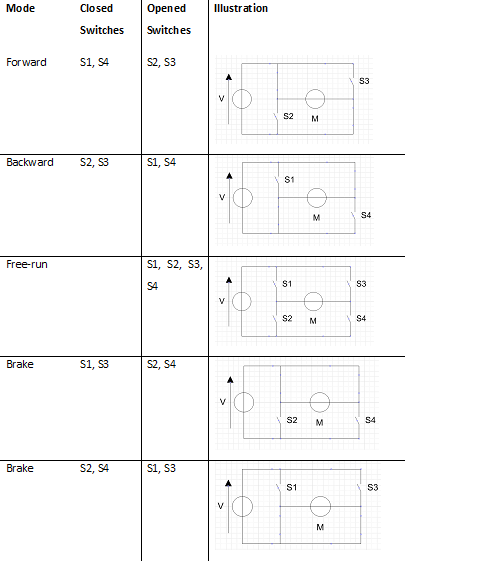 Mode Closed Switches Opened Switches Illustration
Forward S1, S4 S2, S3
S3
V
S2
M
Backward S2, S3 S1, S4
S1
V
M
S4
Free-run S1, S2, S3, S4
S1 S3
V
S2 M S4
Brake S1, S3 S2, S4
V
S2 M S4
Brake S2, S4 S1, S3
S1 S3
V
M